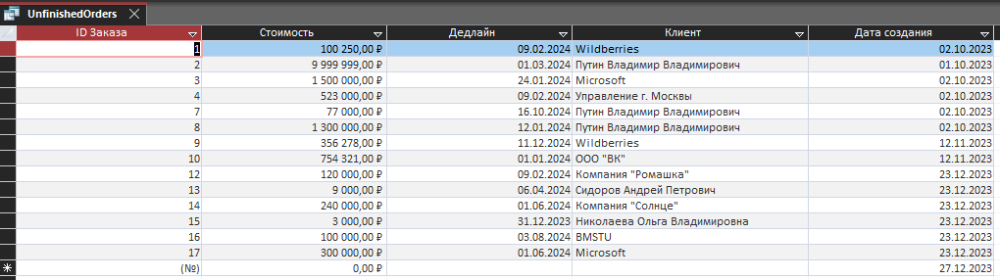 UnfinishedOrders
ID Заказа Стоимость Дедлайн Клиент Дата создания
1 100 250,00 ₽ 09.02.2024 Wildberries 02.10.2023
2 9 999 999,00 ₽ 01.03.2024 Путин Владимир Владимирович 01.10.2023
3 1 500 000,00 ₽ 24.01.2024 Microsoft 02.10.2023
4 523 000,00 ₽ 09.02.2024 Управление г. Москвы 02.10.2023
7 77 000,00 ₽ 16.10.2024 Путин Владимир Владимирович 02.10.2023
8 1 300 000,00 ₽ 12.01.2024 Путин Владимир Владимирович 02.10.2023
9 356 278,00 ₽ 11.12.2024 Wildberries 12.11.2023
10 754 321,00 ₽ 01.01.2024 ООО "ВК" 12.11.2023
12 120 000,00 ₽ 09.02.2024 Компания "Ромашка" 23.12.2023
13 9 000,00 ₽ 06.04.2024 Сидоров Андрей Петрович 23.12.2023
14 240 000,00 ₽ 01.06.2024 Компания "Солнце" 23.12.2023
15 3 000,00 ₽ 31.12.2023 Николаева Ольга Владимировна 23.12.2023
16 100 000,00 ₽ 03.08.2024 BMSTU 23.12.2023
17 300 000,00 ₽ 01.06.2024 Microsoft 23.12.2023
(№) 0,00 ₽ 27.12.2023